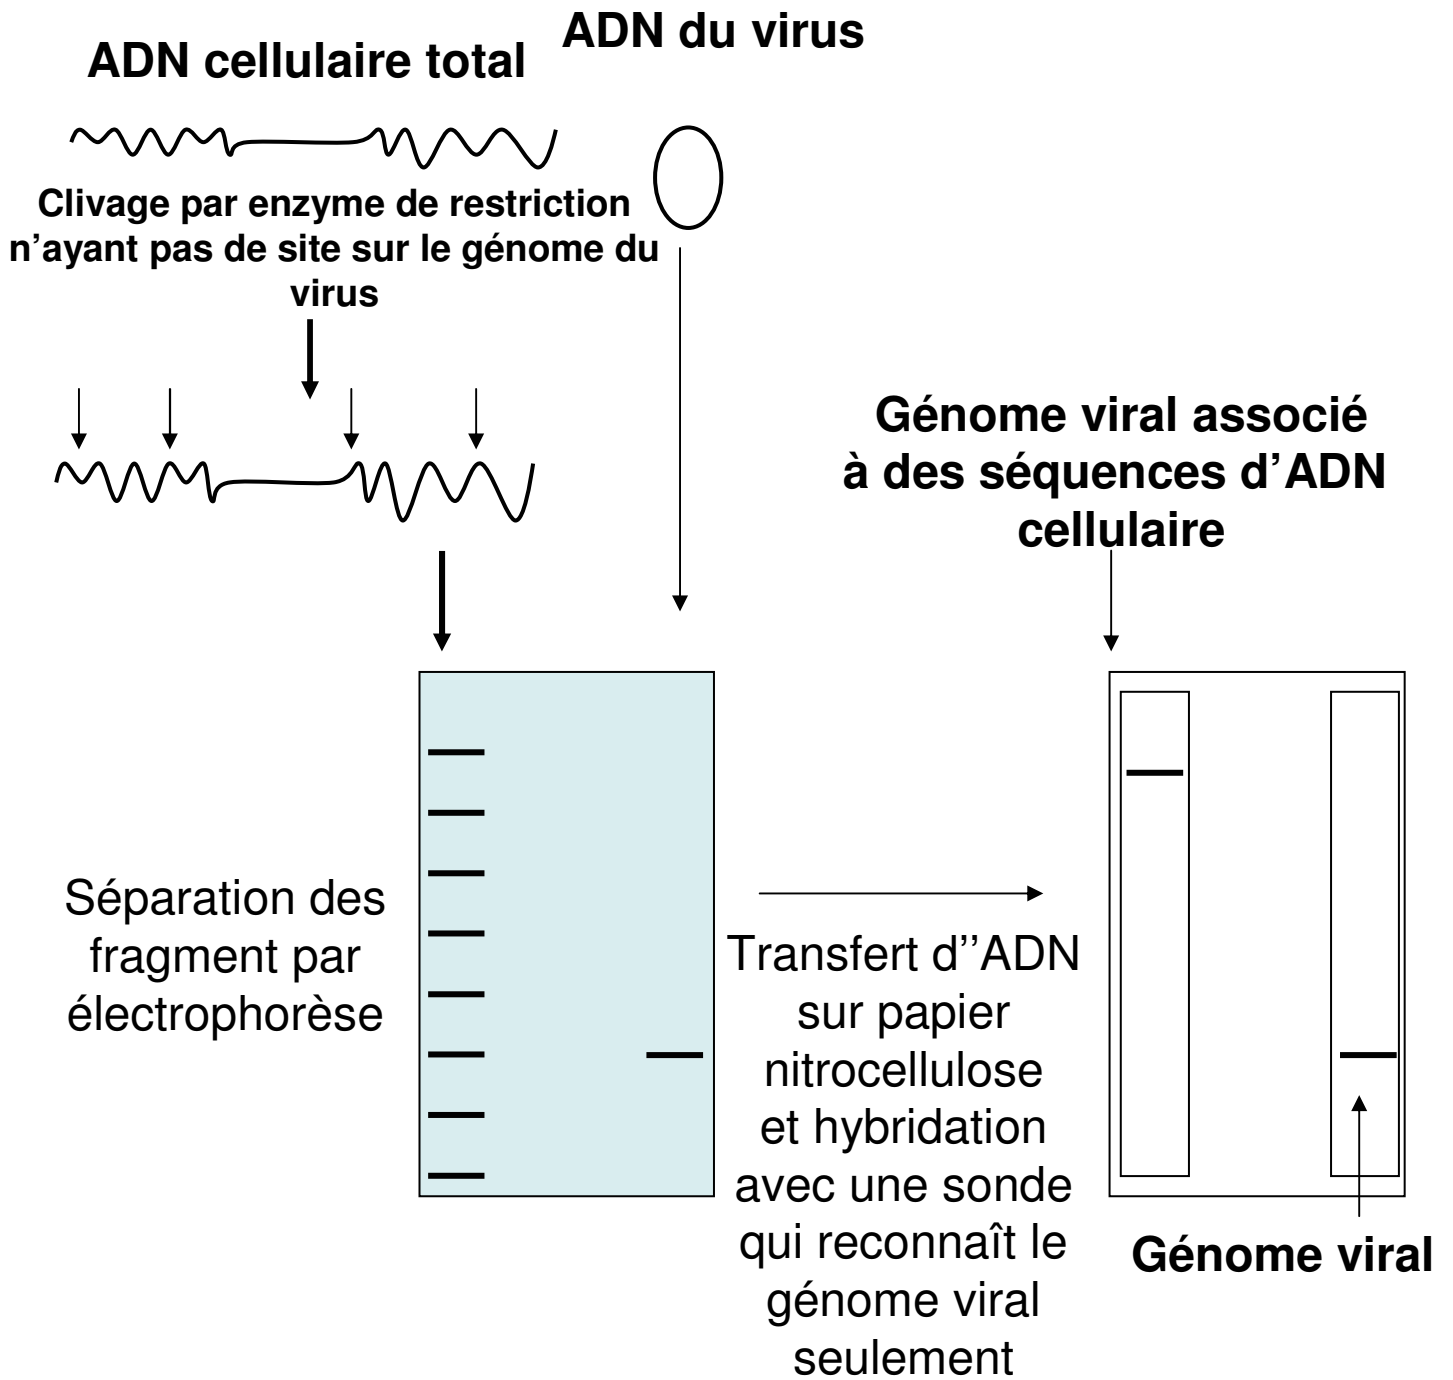 ADN cellulaire total
ADN du virus
Clivage par enzyme de restriction
n'ayant pas de site sur le génome du
virus
Génome viral associé
à des séquences d'ADN
cellulaire
Séparation des
fragment par
électrophorèse
Transfert d''ADN
sur papier
nitrocellulose
et hybridation
avec une sonde
qui reconnaît le
génome viral
seulement
Génome viral